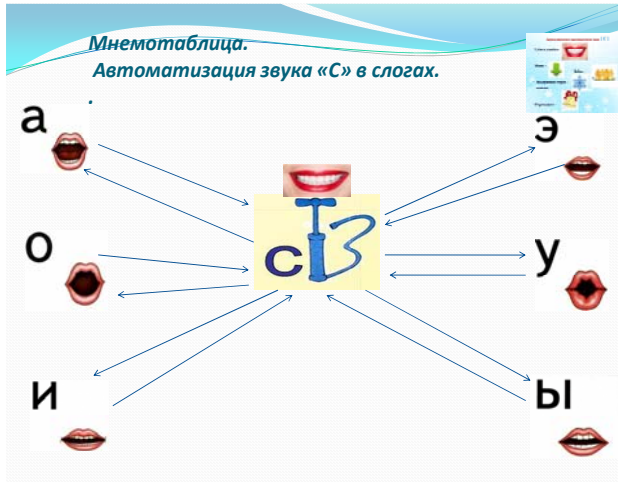 Мнемотаблица.
Автоматизация звука «С» в слогах.
.
а
э
с
о
у
и
ы